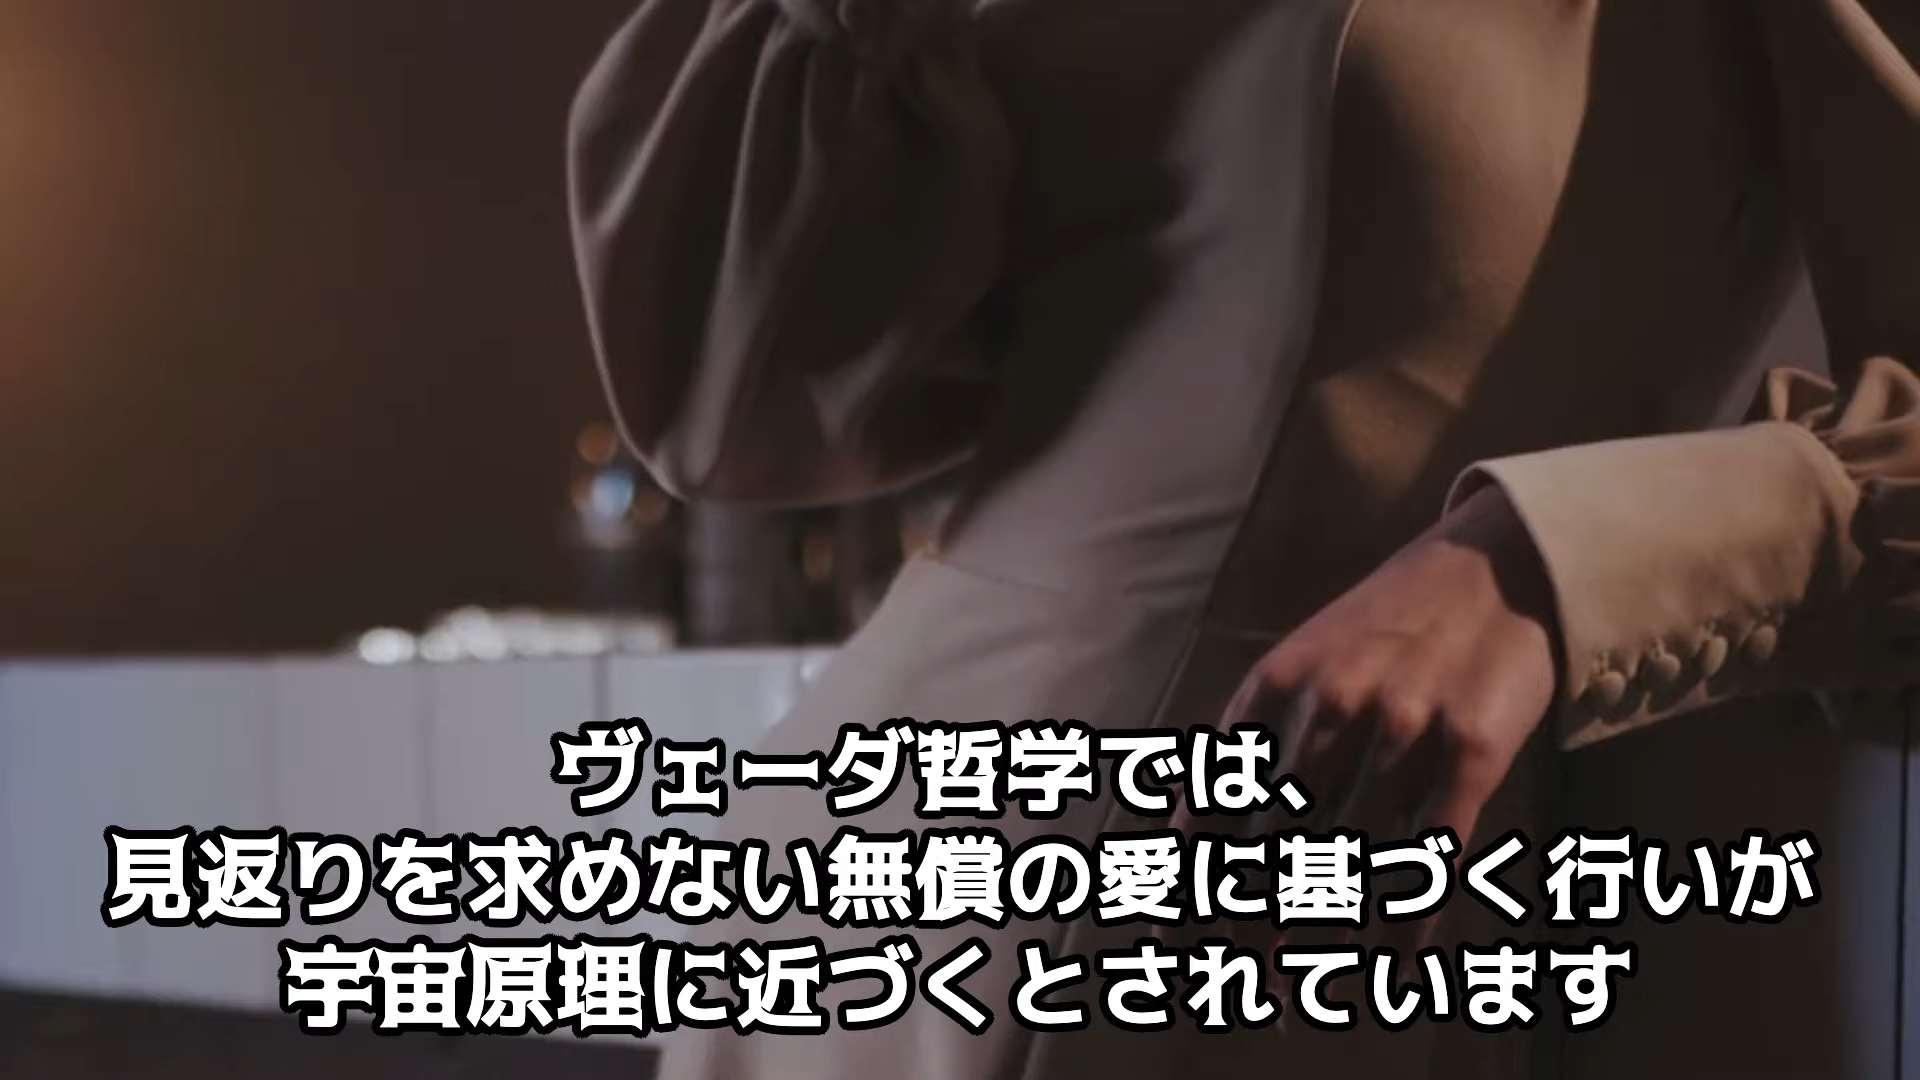 ヴェーダ哲学では、
見返りを求めない無償の愛に基づく行いが
宇宙原理に近づくとされています